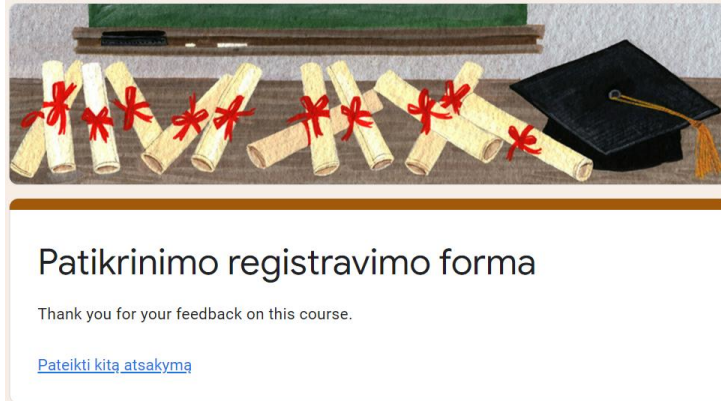 Patikrinimo registravimo forma
Thank you for your feedback on this course.
Pateikti kitą atsakymą